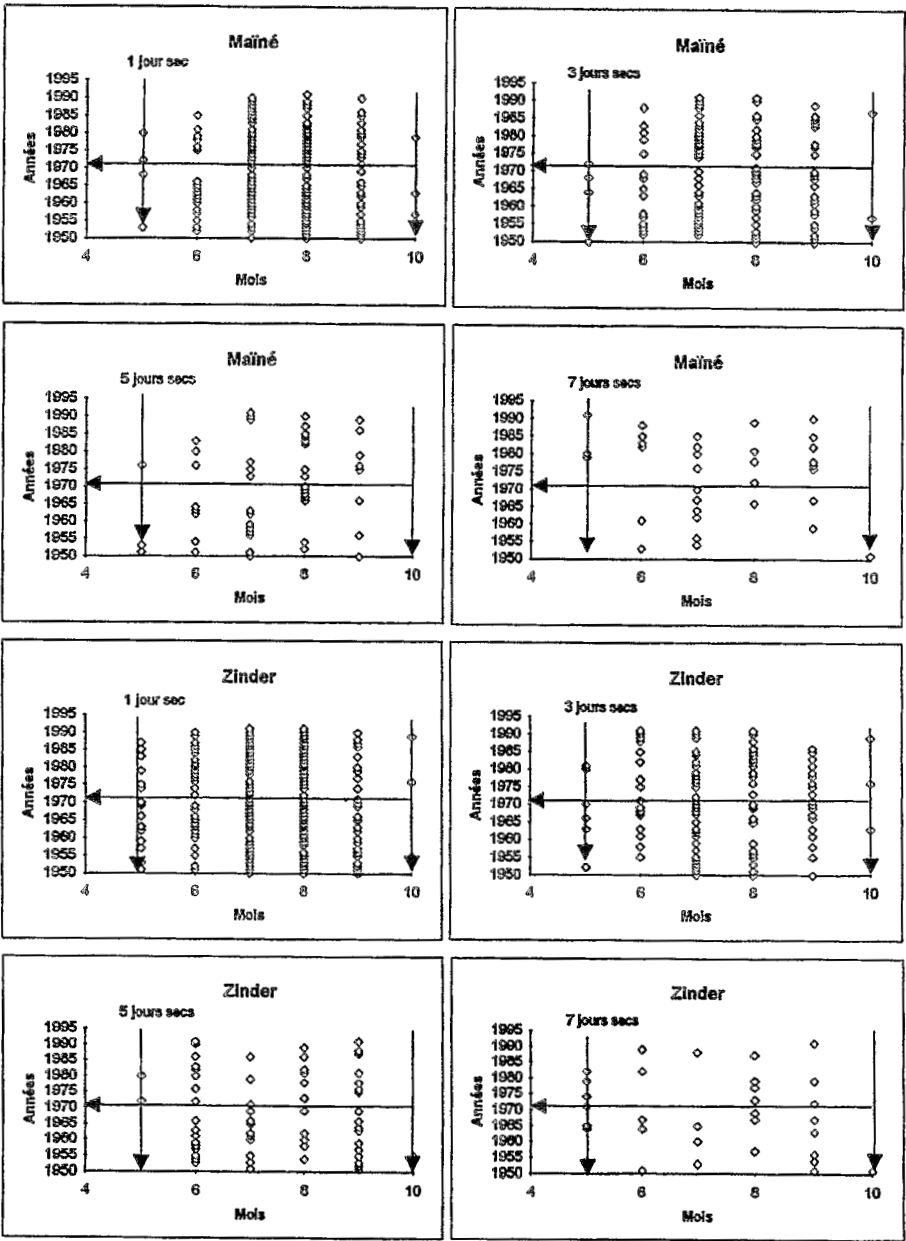 Maïné
1 jour sec
Années
1995
1990
1985
1980
1975
1970
1965
1960
1955
1950
4 6 8 10
Mois
Maïné
3 jours secs
Années
1995
1990
1985
1980
1975
1970
1965
1960
1955
1950
4 6 8 10
Mois
Maïné
5 jours secs
Années
1995
1990
1985
1980
1975
1970
1965
1960
1955
1950
4 6 8 10
Mois
Maïné
7 jours secs
Années
1995
1990
1985
1980
1975
1970
1965
1960
1955
1950
4 6 8 10
Mois
Zinder
1 jour sec
Années
1995
1990
1985
1980
1975
1970
1965
1960
1955
1950
4 6 8 10
Mois
Zinder
3 jours secs
Années
1995
1990
1985
1980
1975
1970
1965
1960
1955
1950
4 6 8 10
Mois
Zinder
5 jours secs
Années
1995
1990
1985
1980
1975
1970
1965
1960
1955
1950
4 6 8 10
Mois
Zinder
7 jours secs
Années
1995
1990
1985
1980
1975
1970
1965
1960
1955
1950
4 6 8 10
Mois